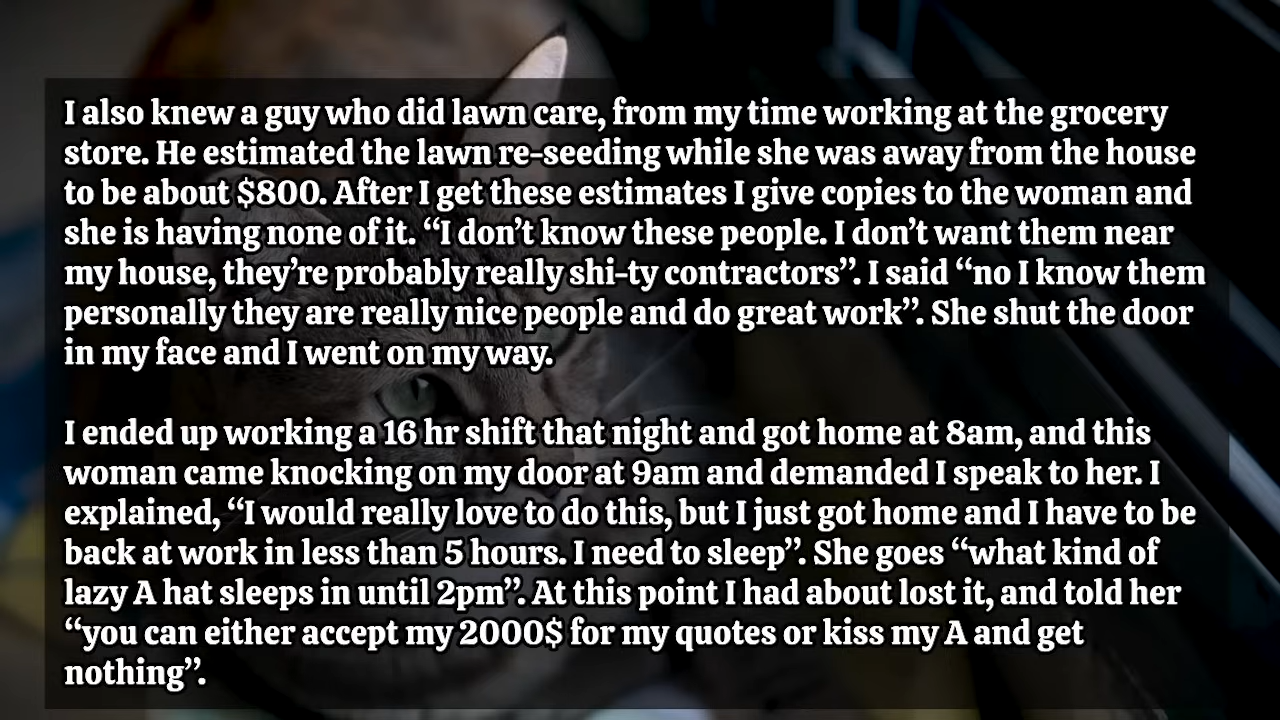 I also knew a guy who did lawn care, from my time working at the grocery
store. He estimated the lawn re-seeding while she was away from the house
to be about $800. After I get these estimates I give copies to the woman and
she is having none of it. “I don’t know these people. I don’t want them near
my house, they’re probably really shi-ty contractors”. I said “no I know them
personally they are really nice people and do great work”. She shut the door
in my face and I went on my way.
I ended up working a 16 hr shift that night and got home at 8am, and this
woman came knocking on my door at 9am and demanded I speak to her. I
explained, “I would really love to do this, but I just got home and I have to be
back at work in less than 5 hours. I need to sleep”. She goes “what kind of
lazy A hat sleeps in until 2pm”. At this point I had about lost it, and told her
“you can either accept my 2000$ for my quotes or kiss my A and get
nothing”.